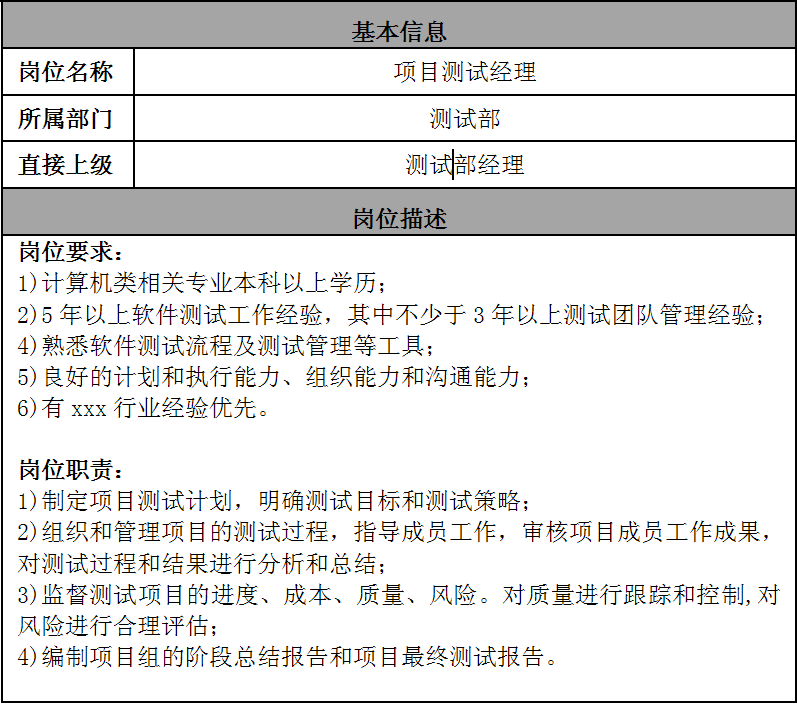 基本信息
岗位名称 项目测试经理
所属部门 测试部
直接上级 测试部经理
岗位描述
岗位要求：
1)计算机类相关专业本科以上学历；
2)5 年以上软件测试工作经验，其中不少于 3 年以上测试团队管理经验；
4)熟悉软件测试流程及测试管理等工具；
5)良好的计划和执行能力、组织能力和沟通能力；
6)有 xxx 行业经验优先。
岗位职责：
1)制定项目测试计划，明确测试目标和测试策略；
2)组织和管理项目的测试过程，指导成员工作，审核项目成员工作成果，
对测试过程和结果进行分析和总结；
3)监督测试项目的进度、成本、质量、风险。对质量进行跟踪和控制,对
风险进行合理评估；
4)编制项目组的阶段总结报告和项目最终测试报告。